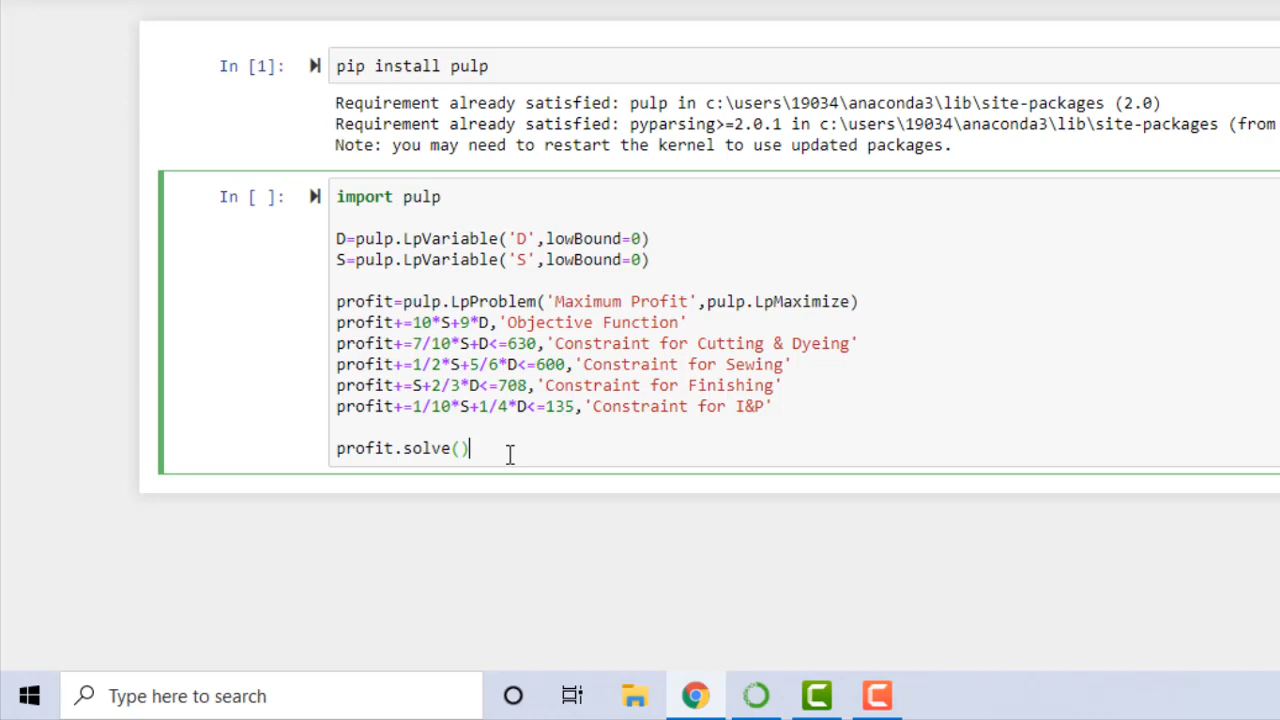 In [1]:
pip install pulp
Requirement already satisfied: pulp in c:\users\19034\anaconda3\lib\site-packages (2.0)
Requirement already satisfied: pyparsing>=2.0.1 in c:\users\19034\anaconda3\lib\site-packages (from
Note: you may need to restart the kernel to use updated packages.
In [ ]:
import pulp
D=pulp.LpVariable('D',lowBound=0)
S=pulp.LpVariable('S',lowBound=0)
profit=pulp.LpProblem('Maximum Profit',pulp.LpMaximize)
profit+=10*S+9*D,'Objective Function'
profit+=7/10*S+D<=630,'Constraint for Cutting & Dyeing'
profit+=1/2*S+5/6*D<=600,'Constraint for Sewing'
profit+=S+2/3*D<=708,'Constraint for Finishing'
profit+=1/10*S+1/4*D<=135,'Constraint for I&P'
profit.solve()
Type here to search